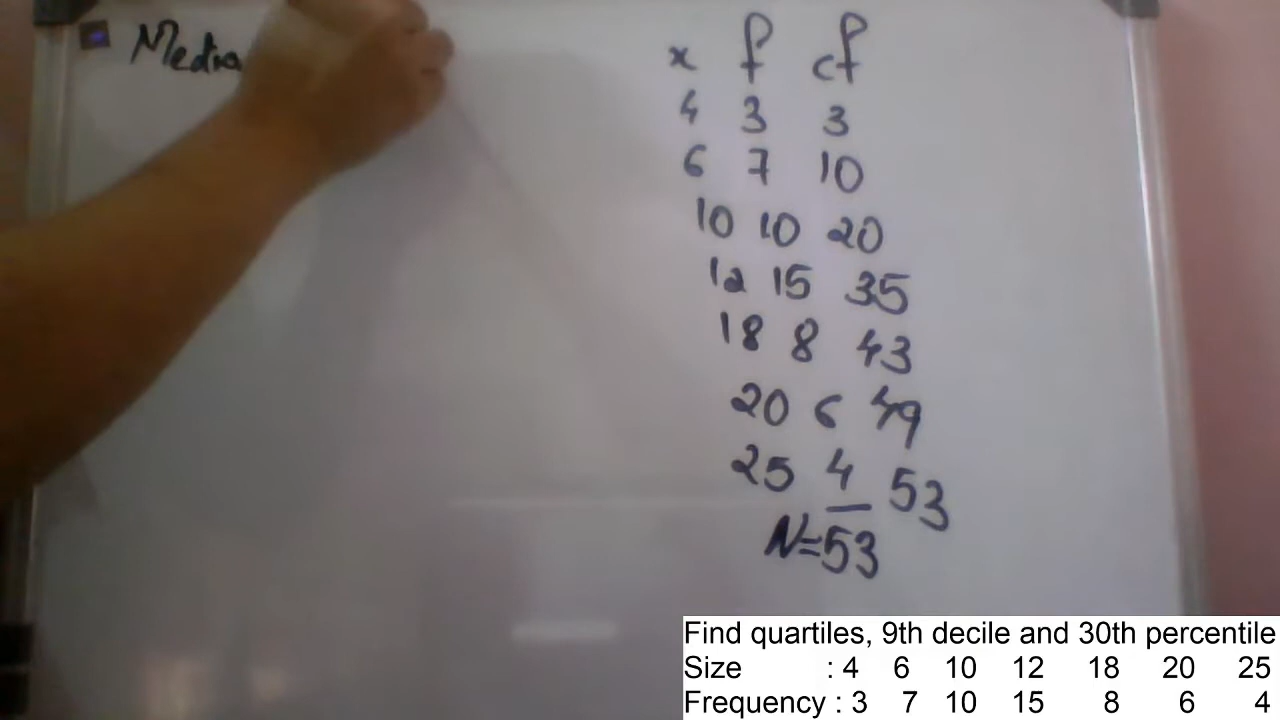 Media
x f cf
4 3 3
6 7 10
10 10 20
12 15 35
18 8 43
20 6 49
25 4 53
N=53
Find quartiles, 9th decile and 30th percentile
Size : 4 6 10 12 18 20 25
Frequency : 3 7 10 15 8 6 4